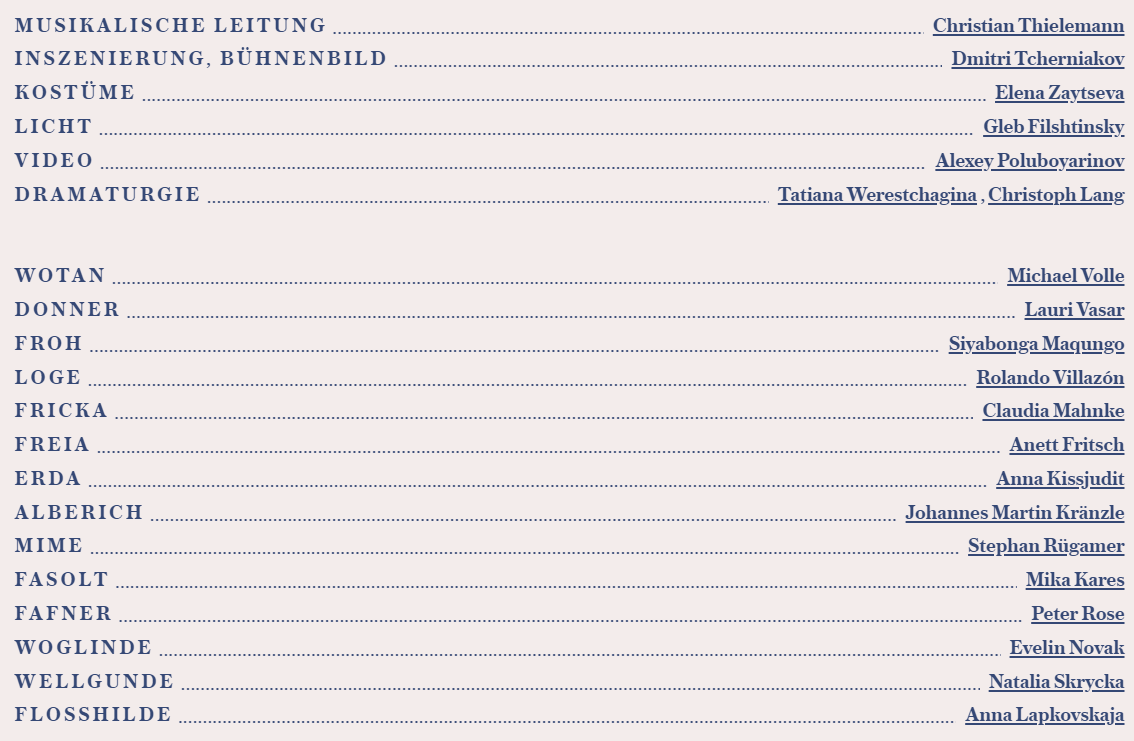 MUSIKALISCHE LEITUNG Christian Thielemann
INSZENIERUNG, BÜHNENBILD Dmitri Tcherniakov
KOSTÜME Elena Zaytseva
LICHT Gleb Filshtinsky
VIDEO Alexey Poluboyarinov
DRAMATURGIE Tatiana Werestchagina , Christoph Lang
WOTAN Michael Volle
DONNER Lauri Vasar
FROH Siyabonga Maqungo
LOGE Rolando Villazón
FRICKA Claudia Mahnke
FREIA Anett Fritsch
ERDA Anna Kissjudit
ALBERICH Johannes Martin Kränzle
MIME Stephan Rügamer
FASOLT Mika Kares
FAFNER Peter Rose
WOGLINDE Evelin Novak
WELLGUNDE Natalia Skrycka
FLOSSHILDE Anna Lapkovskaja